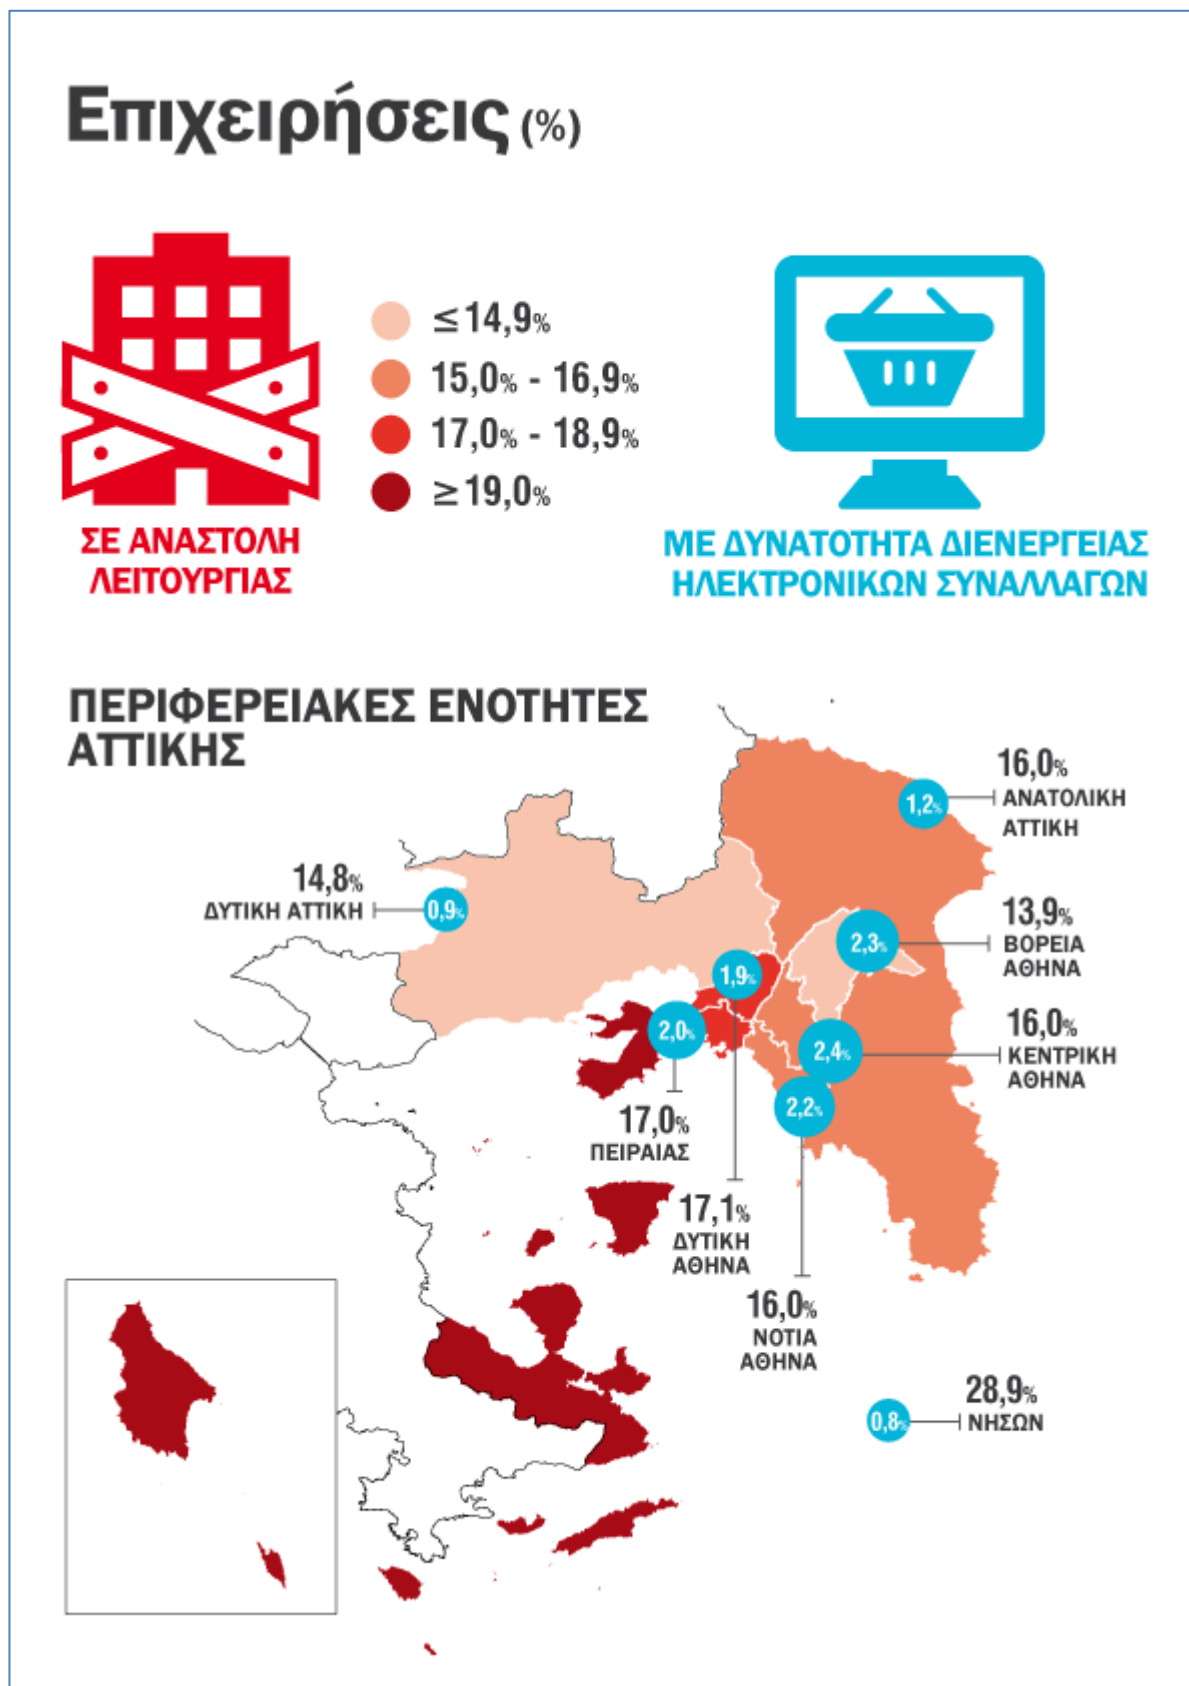 Επιχειρήσεις (%)
≤ 14,9%
15,0% - 16,9%
17,0% - 18,9%
≥ 19,0%
ΣΕ ΑΝΑΣΤΟΛΗ
ΛΕΙΤΟΥΡΓΙΑΣ
ΜΕ ΔΥΝΑΤΟΤΗΤΑ ΔΙΕΝΕΡΓΕΙΑΣ
ΗΛΕΚΤΡΟΝΙΚΩΝ ΣΥΝΑΛΛΑΓΩΝ
ΠΕΡΙΦΕΡΕΙΑΚΕΣ ΕΝΟΤΗΤΕΣ
ΑΤΤΙΚΗΣ
16,0%
1,2%
ΑΝΑΤΟΛΙΚΗ
ΑΤΤΙΚΗ
14,8%
ΔΥΤΙΚΗ ΑΤΤΙΚΗ
0,9%
13,9%
2,3%
ΒΟΡΕΙΑ
ΑΘΗΝΑ
1,9%
2,0%
16,0%
2,4%
ΚΕΝΤΡΙΚΗ
ΑΘΗΝΑ
2,2%
17,0%
ΠΕΙΡΑΙΑΣ
17,1%
ΔΥΤΙΚΗ
ΑΘΗΝΑ
16,0%
ΝΟΤΙΑ
ΑΘΗΝΑ
28,9%
0,8%
ΝΗΣΩΝ